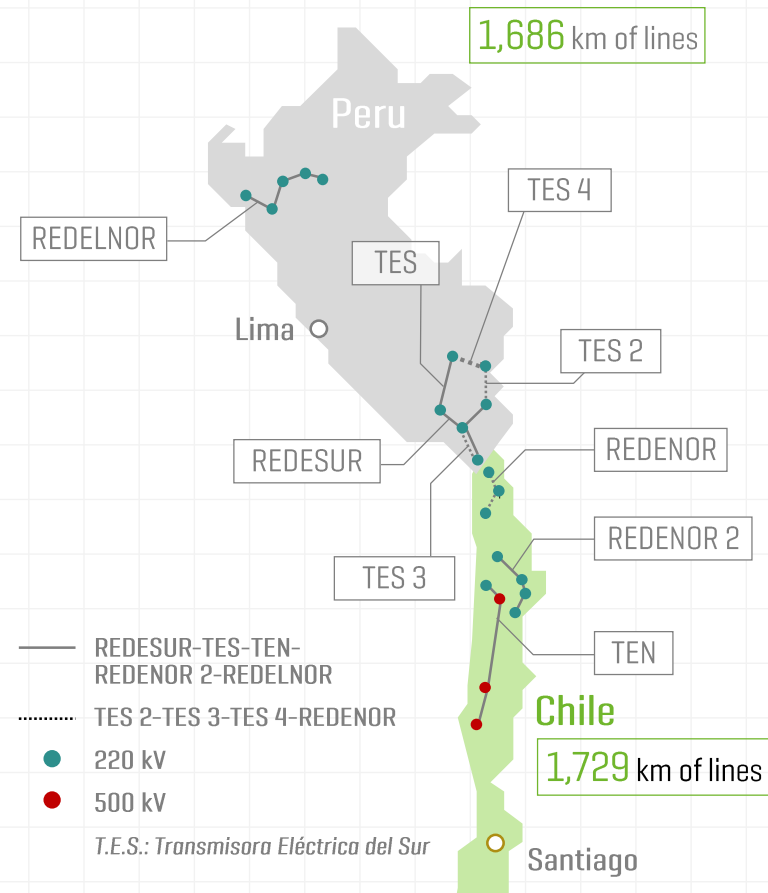 1,686 km of lines
Peru
TES 4
REDELNOR
TES
Lima
TES 2
REDESUR
REDENOR
REDENOR 2
TES 3
TEN
REDESUR-TES-TEN-
REDENOR 2-REDELNOR
TES 2-TES 3-TES 4-REDENOR
220 kV
500 kV
T.E.S.: Transmisora Eléctrica del Sur
Chile
1,729 km of lines
Santiago